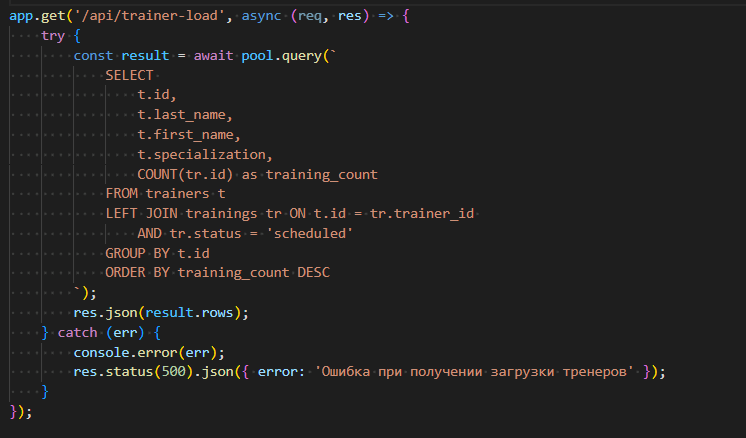 app.get('/api/trainer-load', async (req, res) => {
    try {
        const result = await pool.query(`
            SELECT
                t.id,
                t.last_name,
                t.first_name,
                t.specialization,
                COUNT(tr.id) as training_count
            FROM trainers t
            LEFT JOIN trainings tr ON t.id = tr.trainer_id
                AND tr.status = 'scheduled'
            GROUP BY t.id
            ORDER BY training_count DESC
        `);
        res.json(result.rows);
    } catch (err) {
        console.error(err);
        res.status(500).json({ error: 'Ошибка при получении загрузки тренеров' });
    }
});